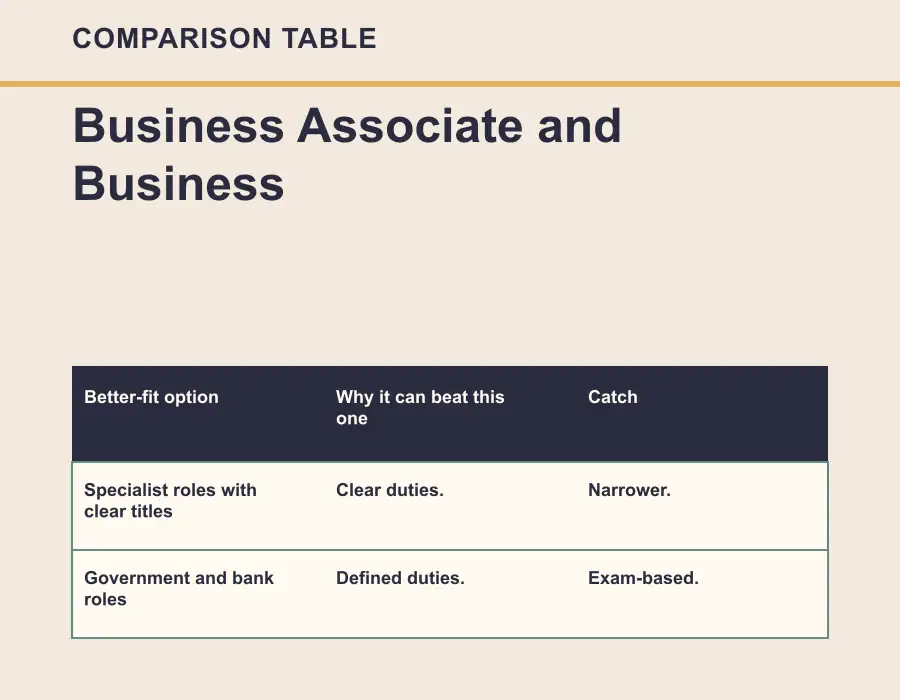 COMPARISON TABLE
Business Associate and
Business
Better-fit option
Why it can beat this
one
Catch
Specialist roles with
clear titles
Clear duties.
Narrower.
Government and bank
roles
Defined duties.
Exam-based.